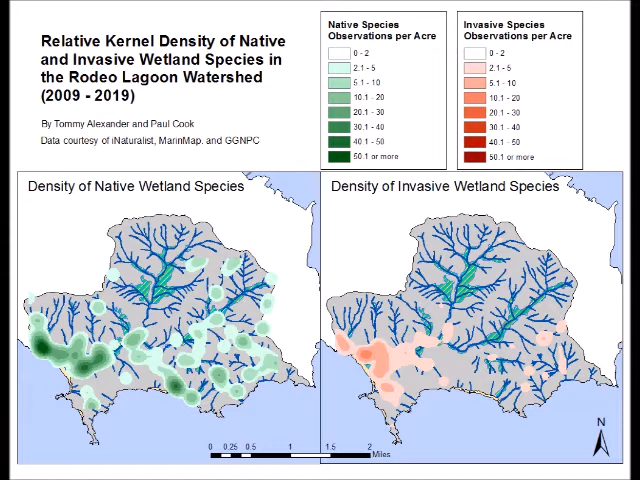 Relative Kernel Density of Native
and Invasive Wetland Species in
the Rodeo Lagoon Watershed
(2009 - 2019)
By Tommy Alexander and Paul Cook
Data courtesy of iNaturalist, MarinMap. and GGNPC
Native Species
Observations per Acre
0 - 2
2.1 - 5
5.1 - 10
10.1 - 20
20.1 - 30
30.1 - 40
40.1 - 50
50.1 or more
Invasive Species
Observations per Acre
0 - 2
2.1 - 5
5.1 - 10
10.1 - 20
20.1 - 30
30.1 - 40
40.1 - 50
50.1 or more
Density of Native Wetland Species
Density of Invasive Wetland Species
N
0 0.25 0.5 1 1.5 2
Miles